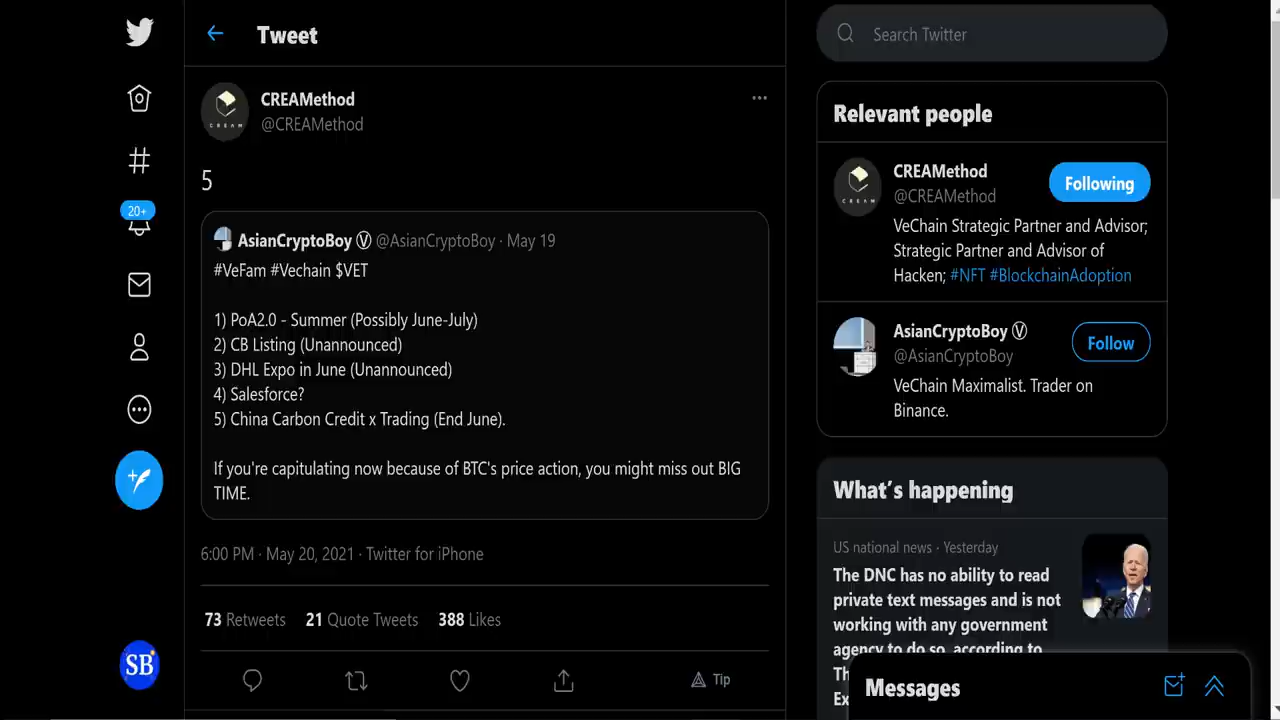 Tweet
CREAMethod
@CREAMethod
CREAM
5
AsianCryptoBoy Ⓥ @AsianCryptoBoy · May 19
#VeFam #Vechain $VET
1) PoA2.0 - Summer (Possibly June-July)
2) CB Listing (Unannounced)
3) DHL Expo in June (Unannounced)
4) Salesforce?
5) China Carbon Credit x Trading (End June).
If you're capitulating now because of BTC's price action, you might miss out BIG
TIME.
6:00 PM · May 20, 2021 · Twitter for iPhone
73 Retweets 21 Quote Tweets 388 Likes
Tip
20+
SB
Search Twitter
Relevant people
CREAMethod
@CREAMethod
Following
CREAM
VeChain Strategic Partner and Advisor;
Strategic Partner and Advisor of
Hacken; #NFT #BlockchainAdoption
AsianCryptoBoy Ⓥ
@AsianCryptoBoy
Follow
VeChain Maximalist. Trader on
Binance.
What's happening
US national news · Yesterday
The DNC has no ability to read
private text messages and is not
working with any government
agency to do so, according to
Th
Ex
Messages